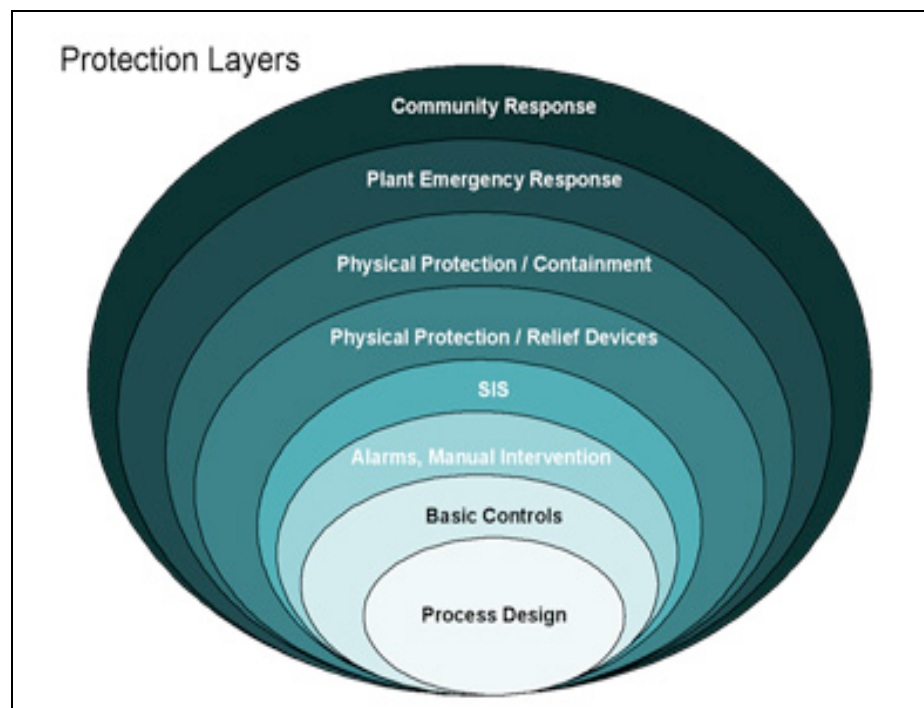 Protection Layers
Community Response
Plant Emergency Response
Physical Protection / Containment
Physical Protection / Relief Devices
SIS
Alarms, Manual Intervention
Basic Controls
Process Design